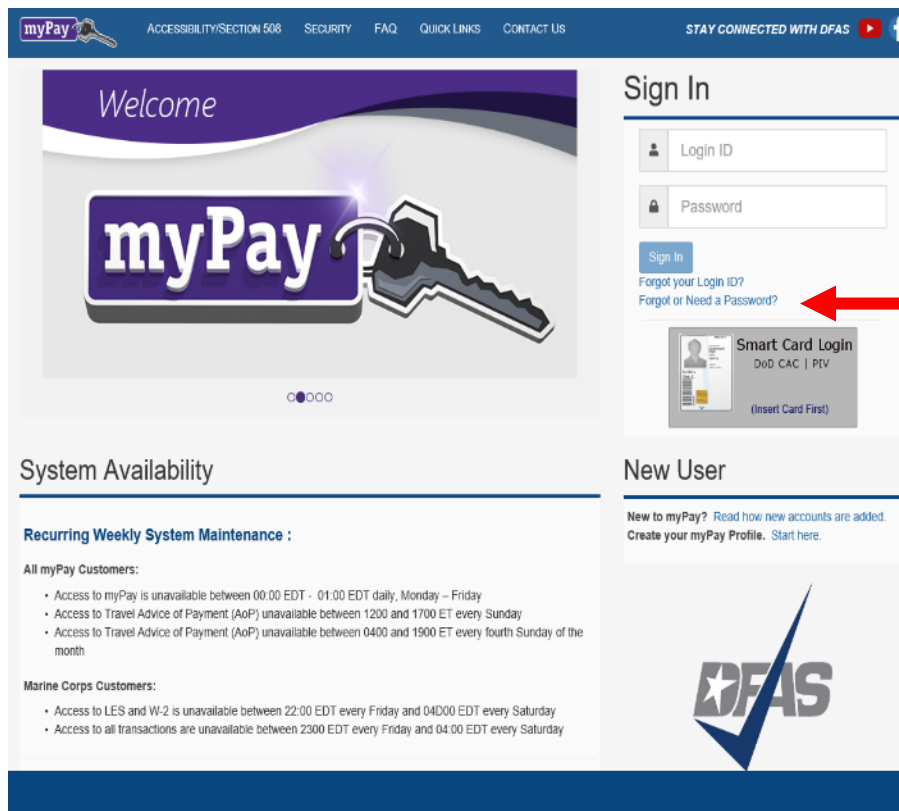 myPay
ACCESSIBILITY/SECTION 508 SECURITY FAQ QUICK LINKS CONTACT US
STAY CONNECTED WITH DFAS
Welcome
myPay
Sign In
Login ID
Password
Sign In
Forgot your Login ID?
Forgot or Need a Password?
Smart Card Login
DoD CAC | PIV
(Insert Card First)
System Availability
Recurring Weekly System Maintenance :
All myPay Customers:
• Access to myPay is unavailable between 00:00 EDT - 01:00 EDT daily, Monday – Friday
• Access to Travel Advice of Payment (AoP) unavailable between 1200 and 1700 ET every Sunday
• Access to Travel Advice of Payment (AoP) unavailable between 0400 and 1900 ET every fourth Sunday of the
month
Marine Corps Customers:
• Access to LES and W-2 is unavailable between 22:00 EDT every Friday and 04D00 EDT every Saturday
• Access to all transactions are unavailable between 2300 EDT every Friday and 04:00 EDT every Saturday
New User
New to myPay? Read how new accounts are added.
Create your myPay Profile. Start here.
DFAS